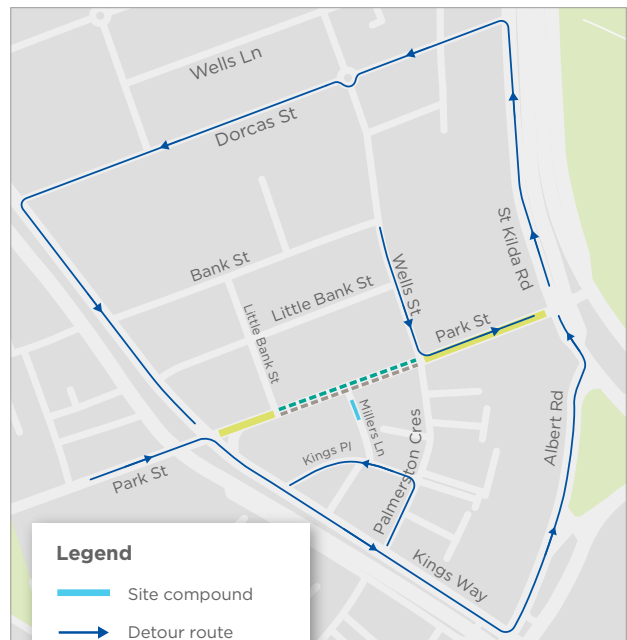 Wells Ln
Dorcas St
St Kilda Rd
Bank St
Wells St
Little Bank St
Little Bank St
Park St
Albert Rd
Millers Ln
Palmerston Cres
Kings Pl
Park St
Kings Way
Legend
Site compound
Detour route